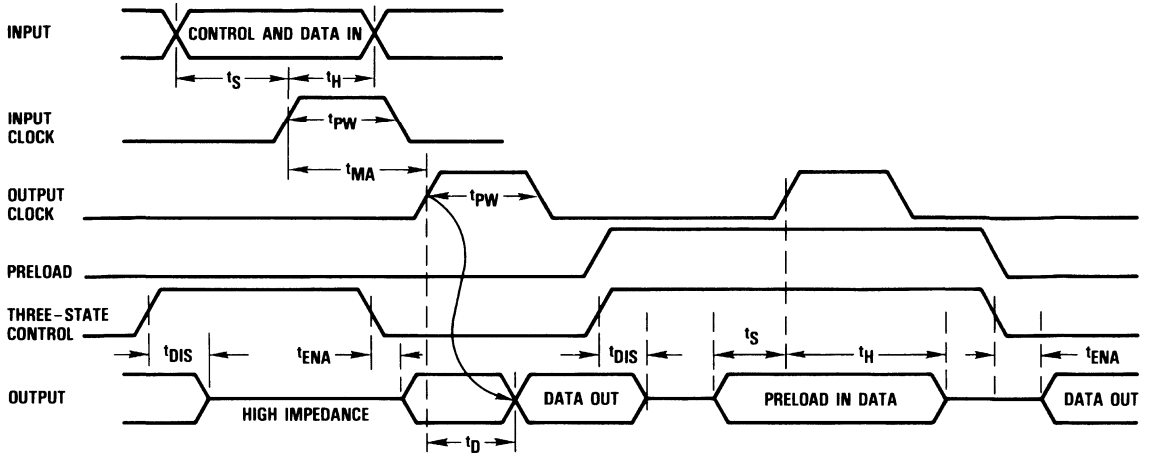 INPUT
CONTROL AND DATA IN
tS
tH
INPUT
CLOCK
tPW
tMA
OUTPUT
CLOCK
tPW
PRELOAD
THREE-STATE
CONTROL
tDIS
tENA
tDIS
tS
tH
tENA
OUTPUT
HIGH IMPEDANCE
DATA OUT
PRELOAD IN DATA
DATA OUT
tD